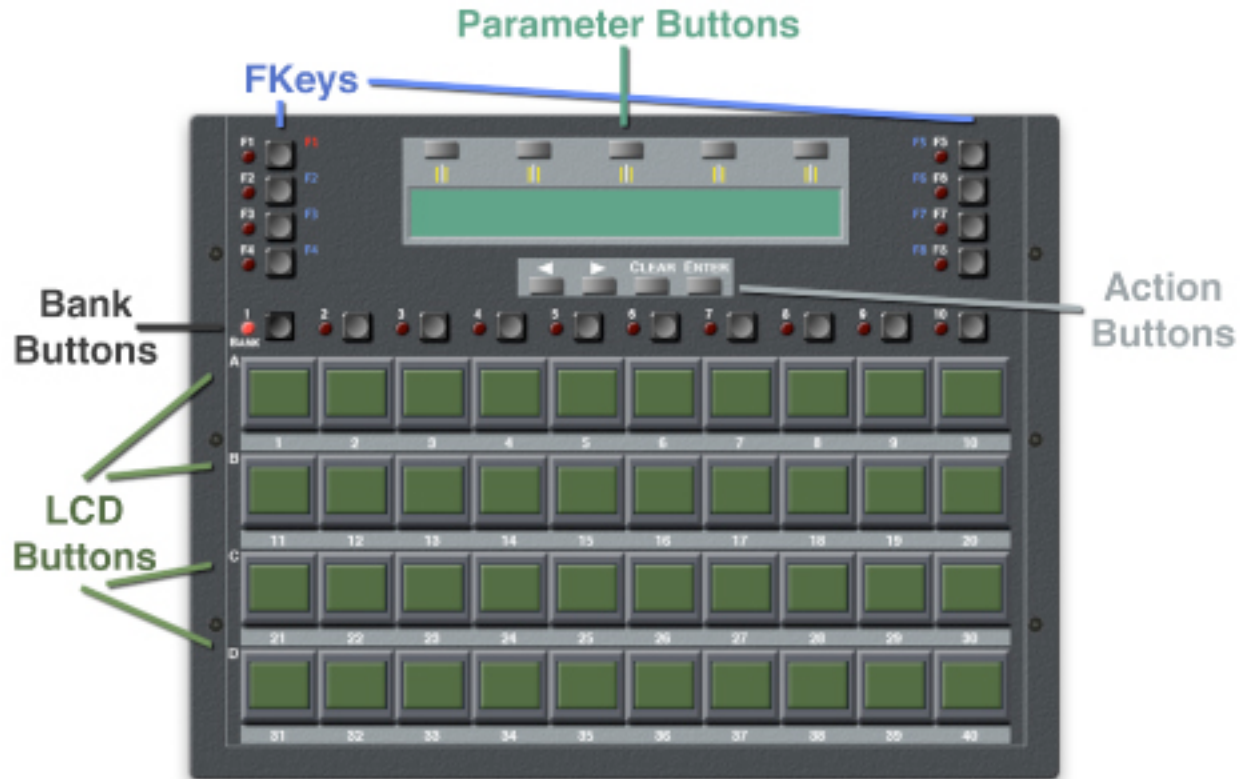 Parameter Buttons
FKeys
F1 F1
F2 F2
F3 F3
F4 F4
F5 F5
F6 F6
F7 F7
F8 F8
CLEAR ENTER
Bank
Buttons
Action
Buttons
1 2 3 4 5 6 7 8 9 10
BANK
A
1 2 3 4 5 6 7 8 9 10
B
LCD
Buttons
11 12 13 14 15 16 17 18 19 20
C
21 22 23 24 25 26 27 28 29 30
D
31 32 33 34 35 36 37 38 39 40